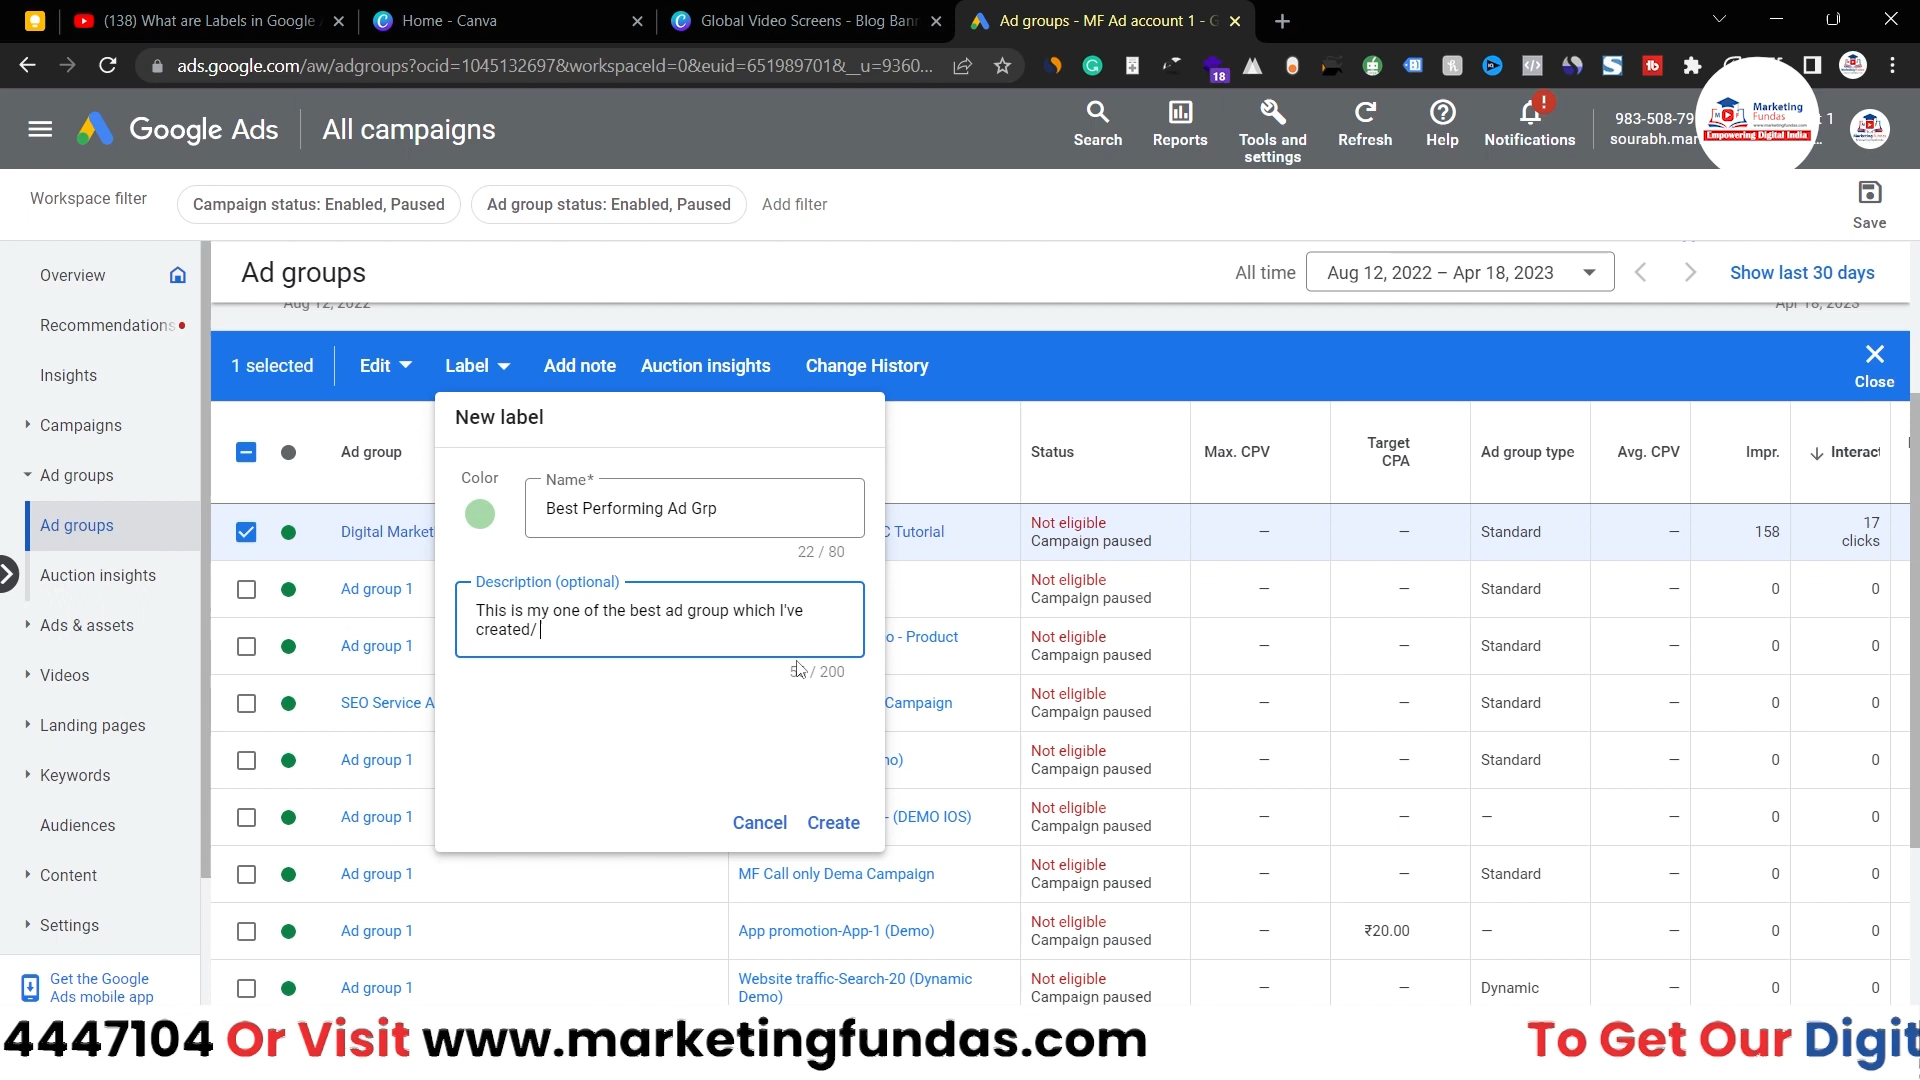 (138) What are Labels in Google
Home - Canva
Global Video Screens - Blog Bann
Ad groups - MF Ad account 1 - G
ads.google.com/aw/adgroups?ocid=1045132697&workspaceId=0&euid=651989701&__u=9360...
18
Google Ads
All campaigns
Search
Reports
Tools and settings
Refresh
Help
Notifications
!
983-508-79
sourabh.mar
1
Marketing
Fundas
Empowering Digital India
Workspace filter
Campaign status: Enabled, Paused
Ad group status: Enabled, Paused
Add filter
Save
Overview
Recommendations
Insights
Campaigns
Ad groups
Ad groups
Auction insights
Ads & assets
Videos
Landing pages
Keywords
Audiences
Content
Settings
Get the Google
Ads mobile app
Ad groups
All time
Aug 12, 2022 – Apr 18, 2023
Show last 30 days
Aug 12, 2022
Apr 18, 2023
1 selected
Edit
Label
Add note
Auction insights
Change History
Close
New label
Color
Name*
Best Performing Ad Grp
22 / 80
Description (optional)
This is my one of the best ad group which I've
created/
/ 200
Cancel
Create
Ad group
Status
Max. CPV
Target CPA
Ad group type
Avg. CPV
Impr.
Interact
Digital Market
C Tutorial
Not eligible
Campaign paused
—
—
Standard
—
158
17 clicks
Ad group 1
Not eligible
Campaign paused
—
—
Standard
—
0
0
Ad group 1
o - Product
Not eligible
Campaign paused
—
—
Standard
—
0
0
SEO Service A
Campaign
Not eligible
Campaign paused
—
—
Standard
—
0
0
Ad group 1
no)
Not eligible
Campaign paused
—
—
Standard
—
0
0
Ad group 1
- (DEMO IOS)
Not eligible
Campaign paused
—
—
—
—
0
0
Ad group 1
MF Call only Dema Campaign
Not eligible
Campaign paused
—
—
Standard
—
0
0
Ad group 1
App promotion-App-1 (Demo)
Not eligible
Campaign paused
—
₹20.00
—
—
0
0
Ad group 1
Website traffic-Search-20 (Dynamic
Demo)
Not eligible
Campaign paused
—
—
Dynamic
—
0
0
4447104 Or Visit www.marketingfundas.com
To Get Our Digit